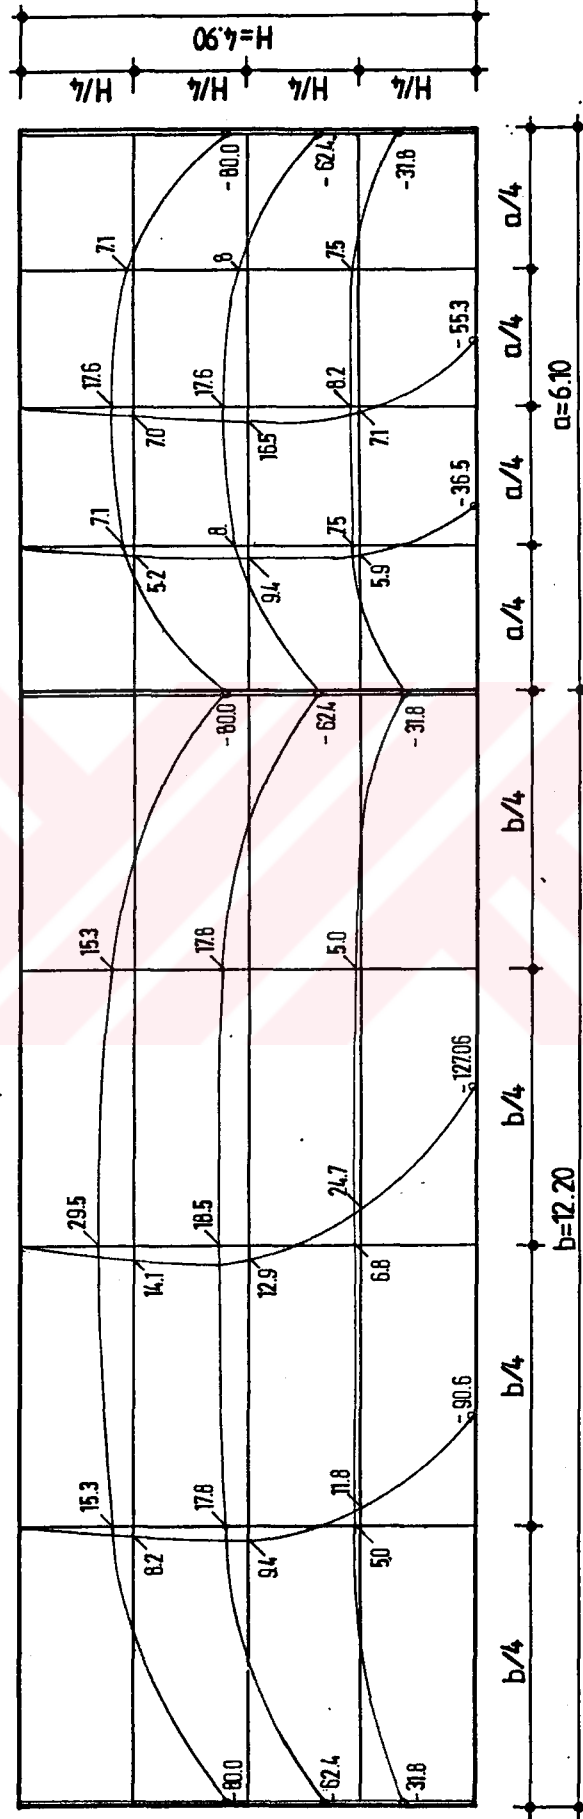 H=4.90
H/4
H/4
H/4
H/4
7.1
17.6
7.1
15.3
29.5
15.3
-80.0
7.0
5.2
-80.0
14.1
8.2
-80.0
8
17.6
8.
17.8
18.5
17.8
-62.4
16.5
9.4
-62.4
12.9
9.4
-62.4
7.5
8.2
7.5
5.0
24.7
11.8
-31.8
7.1
5.9
-31.8
6.8
5.0
-31.8
-55.3
-36.5
-127.06
-90.6
a/4
a/4
a/4
a/4
b/4
b/4
b/4
b/4
a=6.10
b=12.20